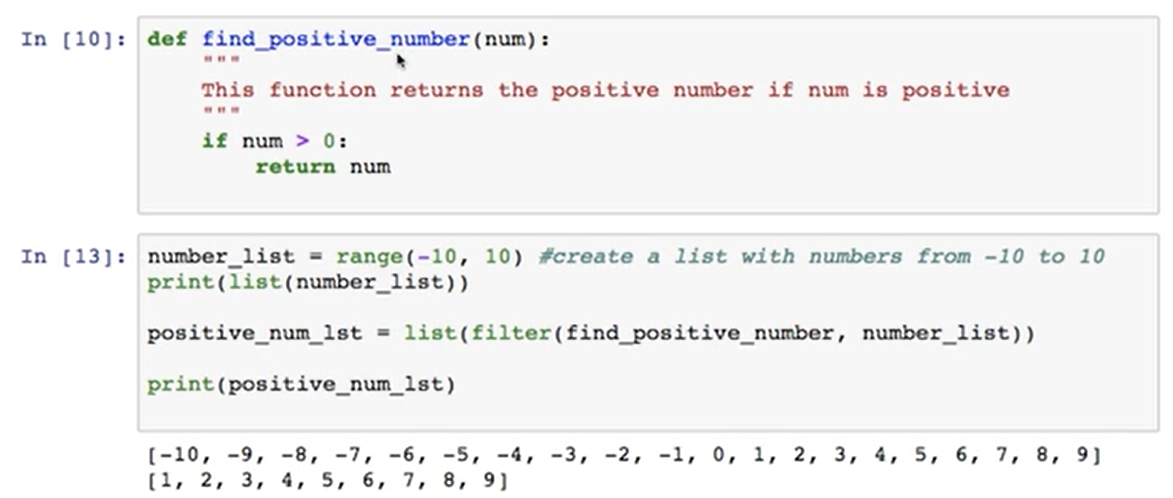 In [10]: def find_positive_number(num):
"""
This function returns the positive number if num is positive
"""
if num > 0:
return num
In [13]: number_list = range(-10, 10) #create a list with numbers from -10 to 10
print(list(number_list))
positive_num_lst = list(filter(find_positive_number, number_list))
print(positive_num_lst)
[-10, -9, -8, -7, -6, -5, -4, -3, -2, -1, 0, 1, 2, 3, 4, 5, 6, 7, 8, 9]
[1, 2, 3, 4, 5, 6, 7, 8, 9]